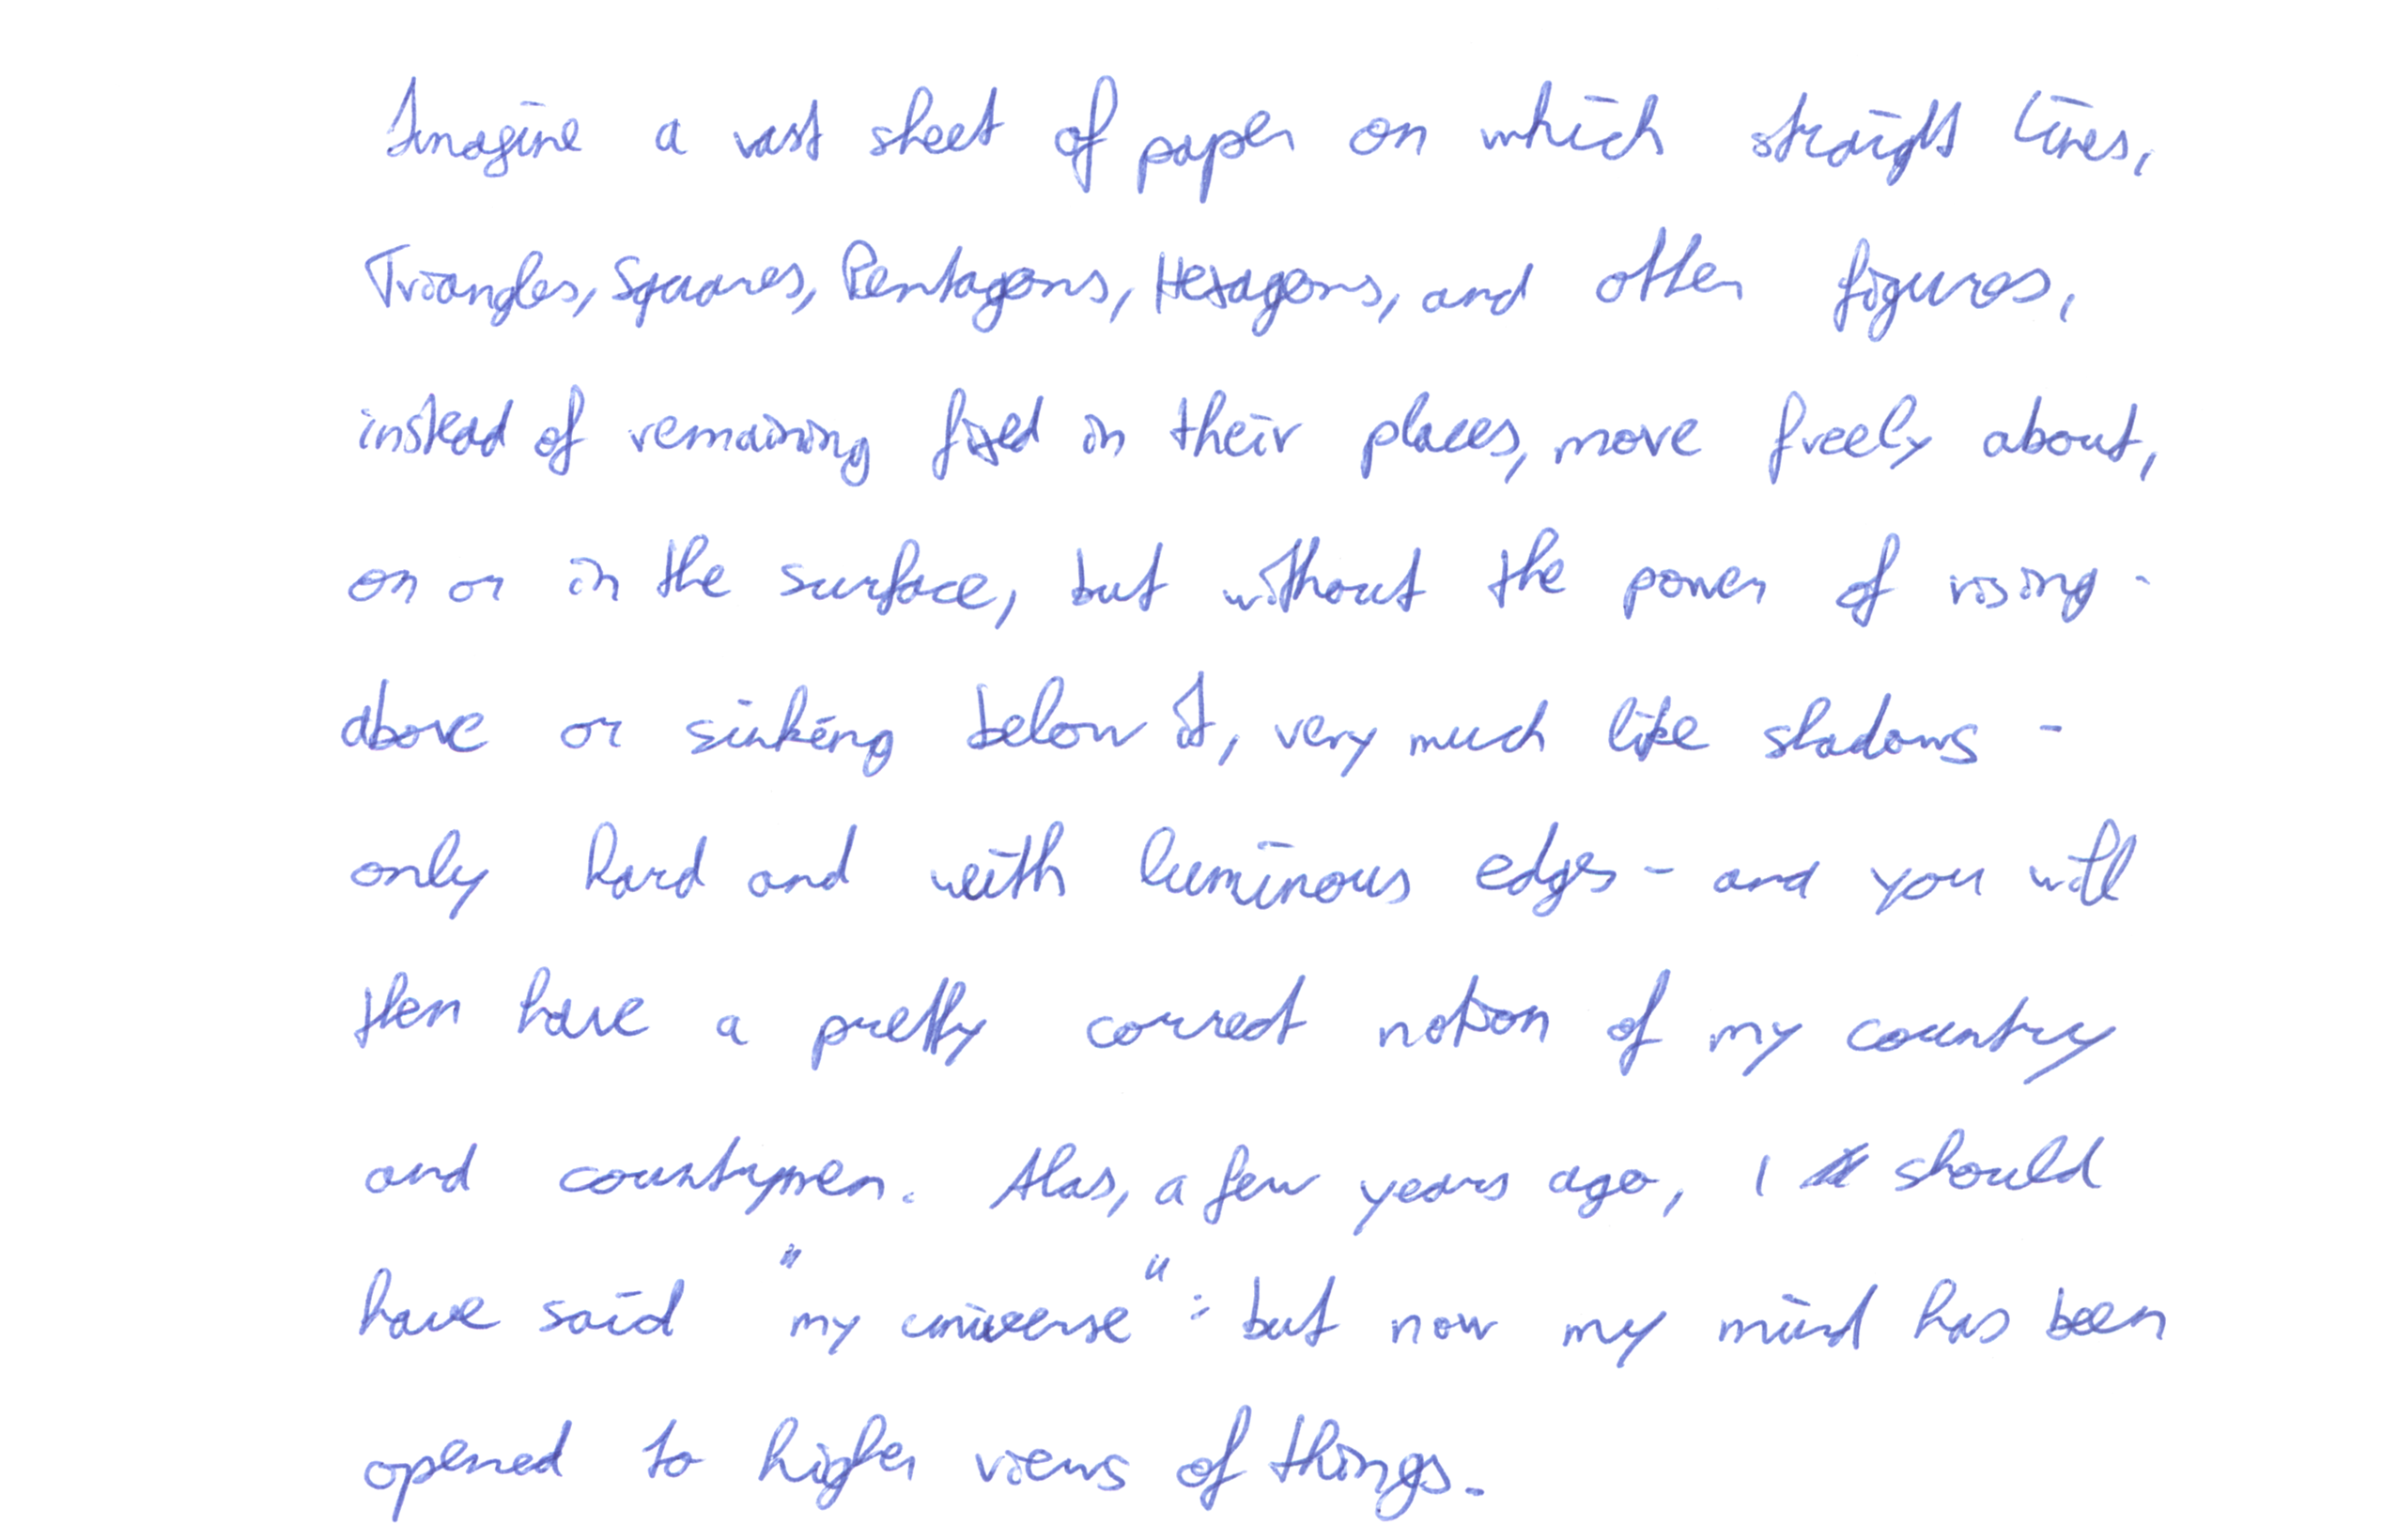 Imagine a vast sheet of paper on which straight lines,
Triangles, Squares, Pentagons, Hexagons, and other figures,
instead of remaining fixed in their places, move freely about,
on or in the surface, but without the power of rising
above or sinking below it, very much like shadows -
only hard and with luminous edges - and you will
then have a pretty correct notion of my country
and countrymen. Alas, a few years ago, I should
have said "my universe": but now my mind has been
opened to higher views of things.